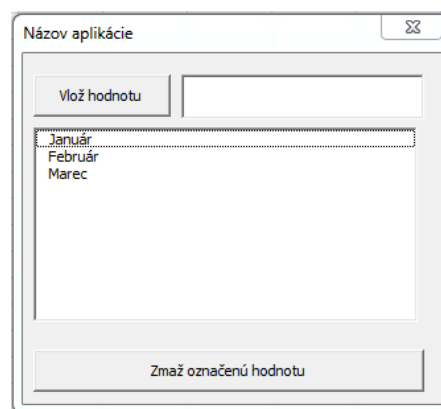 Názov aplikácie
Vlož hodnotu
Január
Február
Marec
Zmaž označenú hodnotu